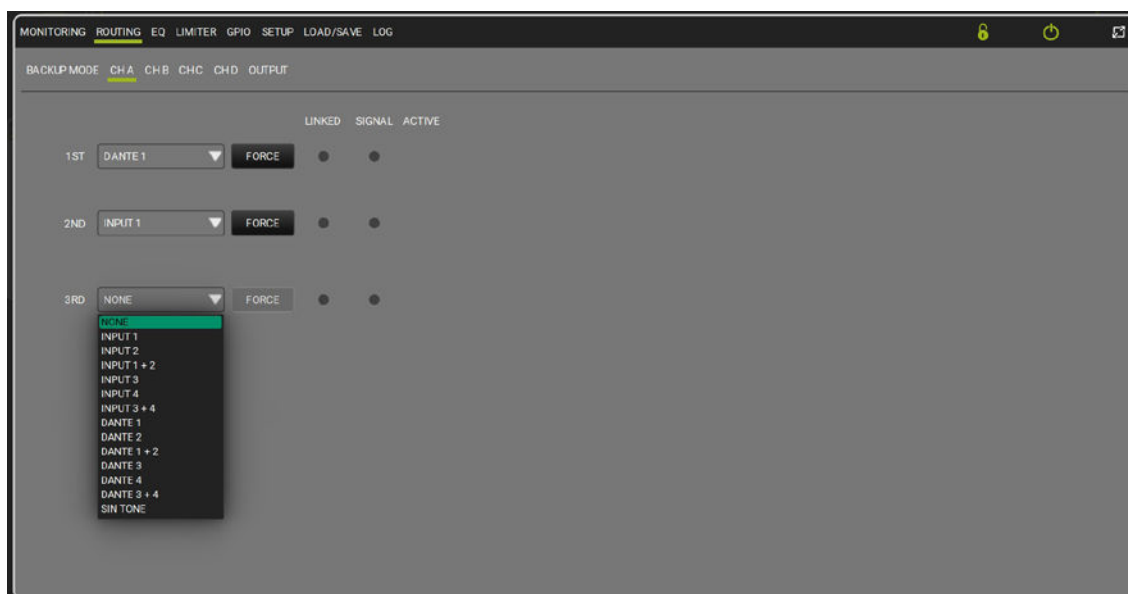 MONITORING ROUTING EQ LIMITER GPIO SETUP LOAD/SAVE LOG
BACKUP MODE CH A CH B CH C CH D OUTPUT
LINKED SIGNAL ACTIVE
1ST DANTE 1 FORCE
2ND INPUT 1 FORCE
3RD NONE FORCE
NONE
INPUT 1
INPUT 2
INPUT 1 + 2
INPUT 3
INPUT 4
INPUT 3 + 4
DANTE 1
DANTE 2
DANTE 1 + 2
DANTE 3
DANTE 4
DANTE 3 + 4
SIN TONE